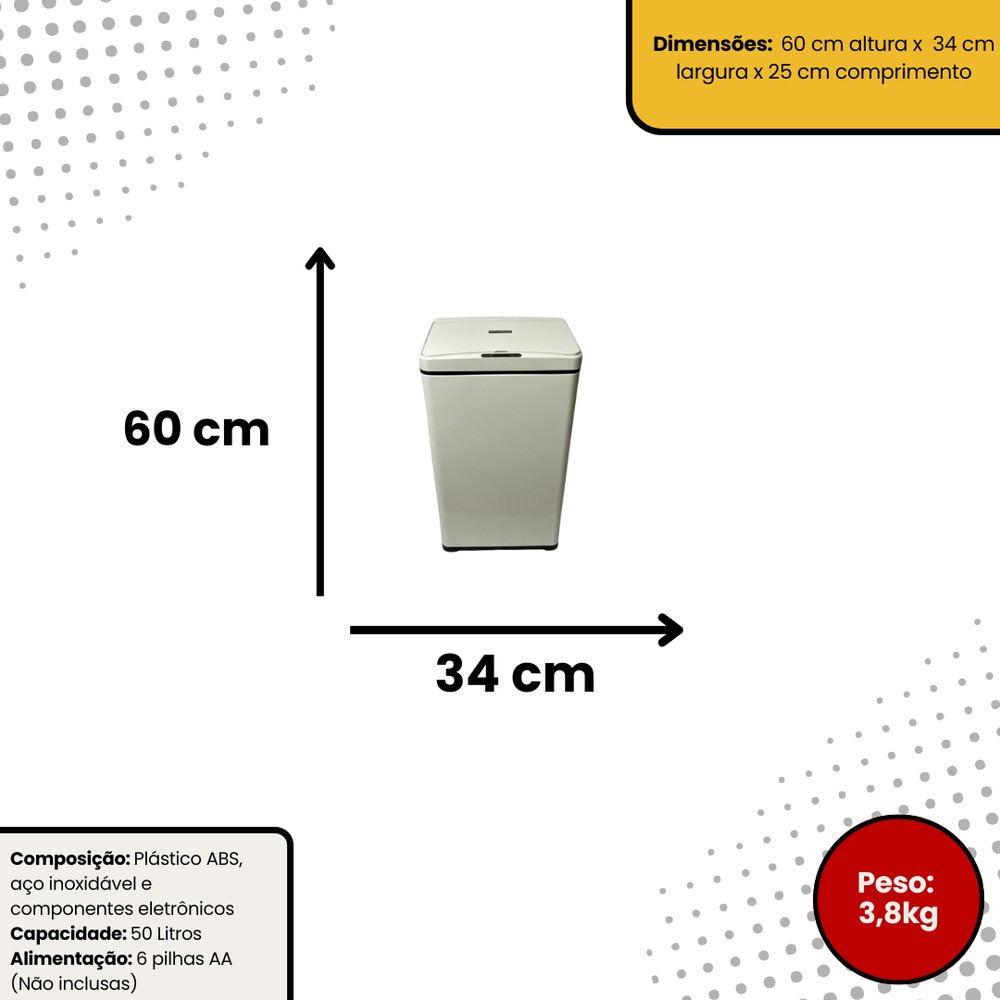 Dimensões: 60 cm altura x 34 cm
largura x 25 cm comprimento
60 cm
34 cm
Composição: Plástico ABS,
aço inoxidável e
componentes eletrônicos
Capacidade: 50 Litros
Alimentação: 6 pilhas AA
(Não inclusas)
Peso:
3,8kg